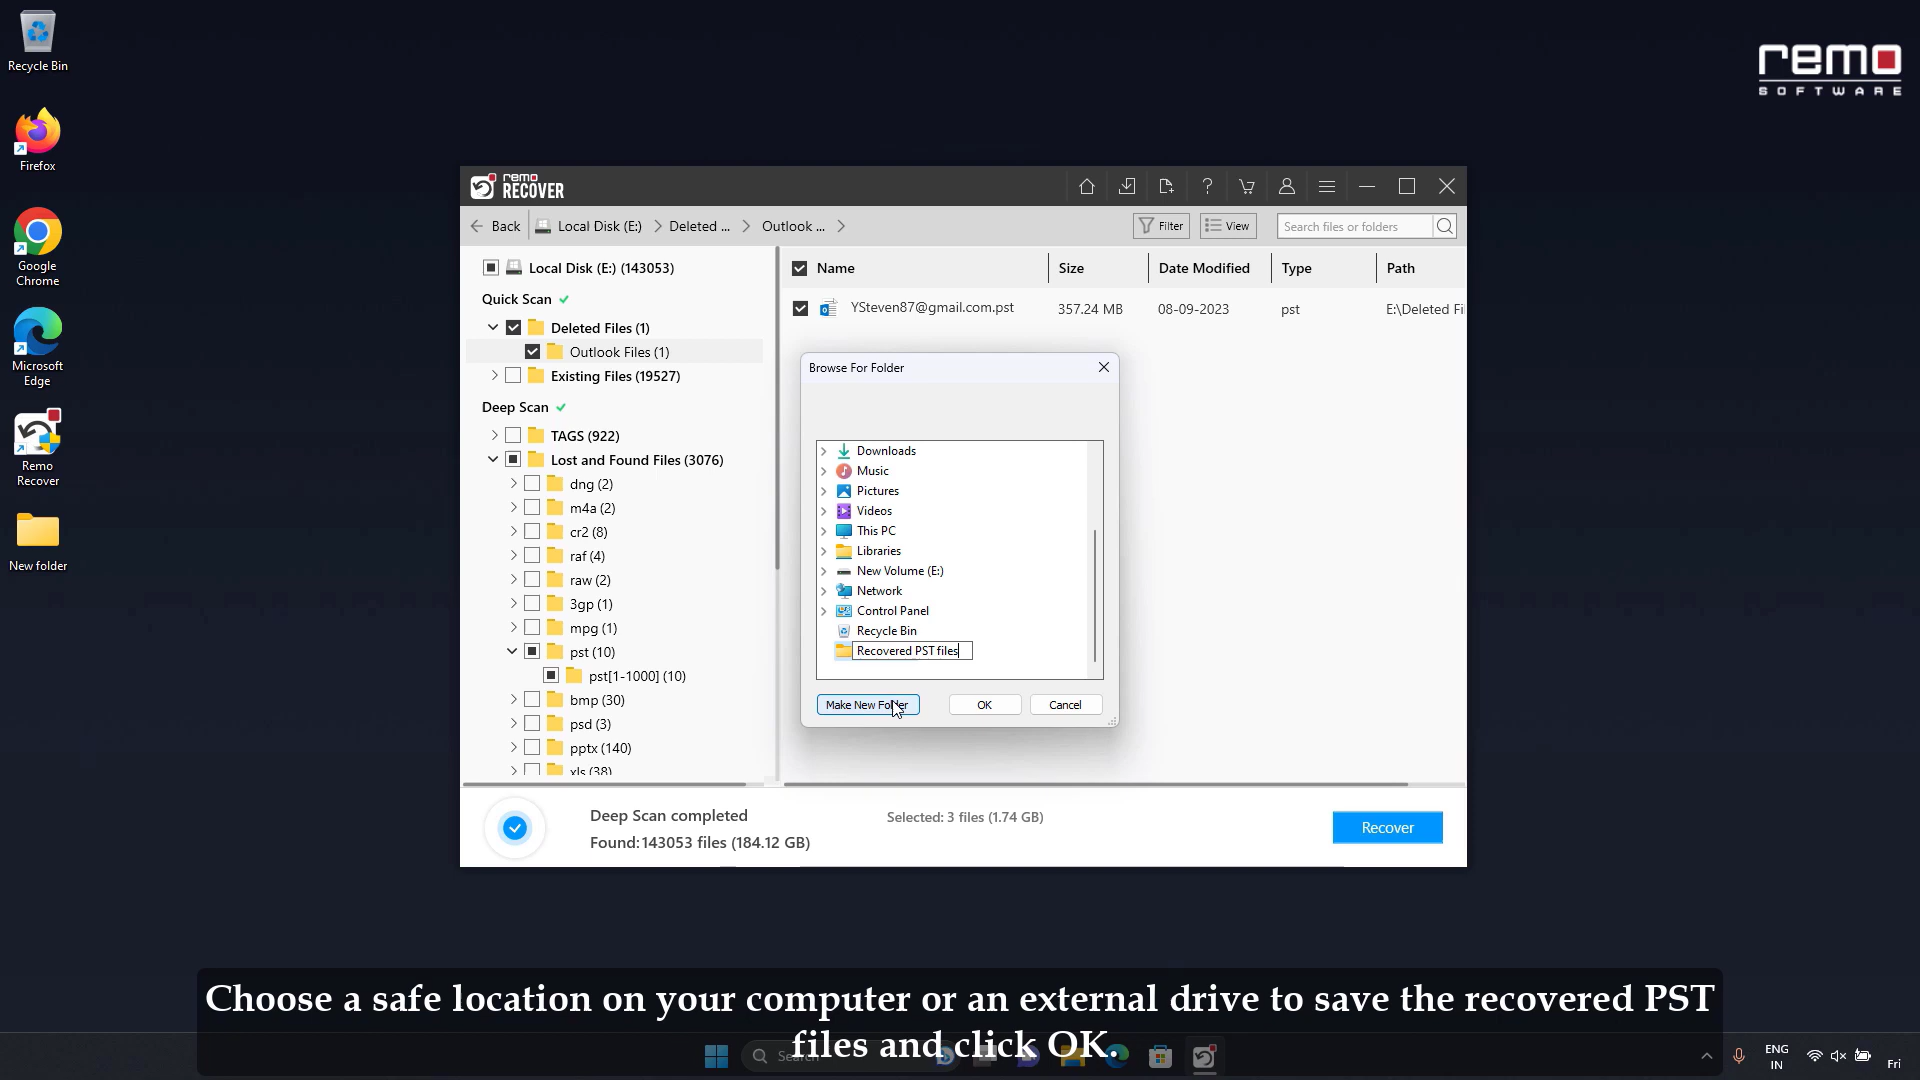 Recycle Bin
Firefox
Google
Chrome
Microsoft
Edge
Remo
Recover
New folder
remo
SOFTWARE
remo
RECOVER
Back
Local Disk (E:)
Deleted ...
Outlook ...
Filter
View
Search files or folders
Local Disk (E:) (143053)
Quick Scan
Deleted Files (1)
Outlook Files (1)
Existing Files (19527)
Deep Scan
TAGS (922)
Lost and Found Files (3076)
dng (2)
m4a (2)
cr2 (8)
raf (4)
raw (2)
3gp (1)
mpg (1)
pst (10)
pst[1-1000] (10)
bmp (30)
psd (3)
pptx (140)
xls (38)
Name Size Date Modified Type Path
YSteven87@gmail.com.pst 357.24 MB 08-09-2023 pst E:\Deleted Fi
Browse For Folder
Downloads
Music
Pictures
Videos
This PC
Libraries
New Volume (E:)
Network
Control Panel
Recycle Bin
Recovered PST files
Make New Folder OK Cancel
Deep Scan completed
Found:143053 files (184.12 GB)
Selected: 3 files (1.74 GB)
Recover
Choose a safe location on your computer or an external drive to save the recovered PST
files and click OK.
Search
ENG
IN
Fri